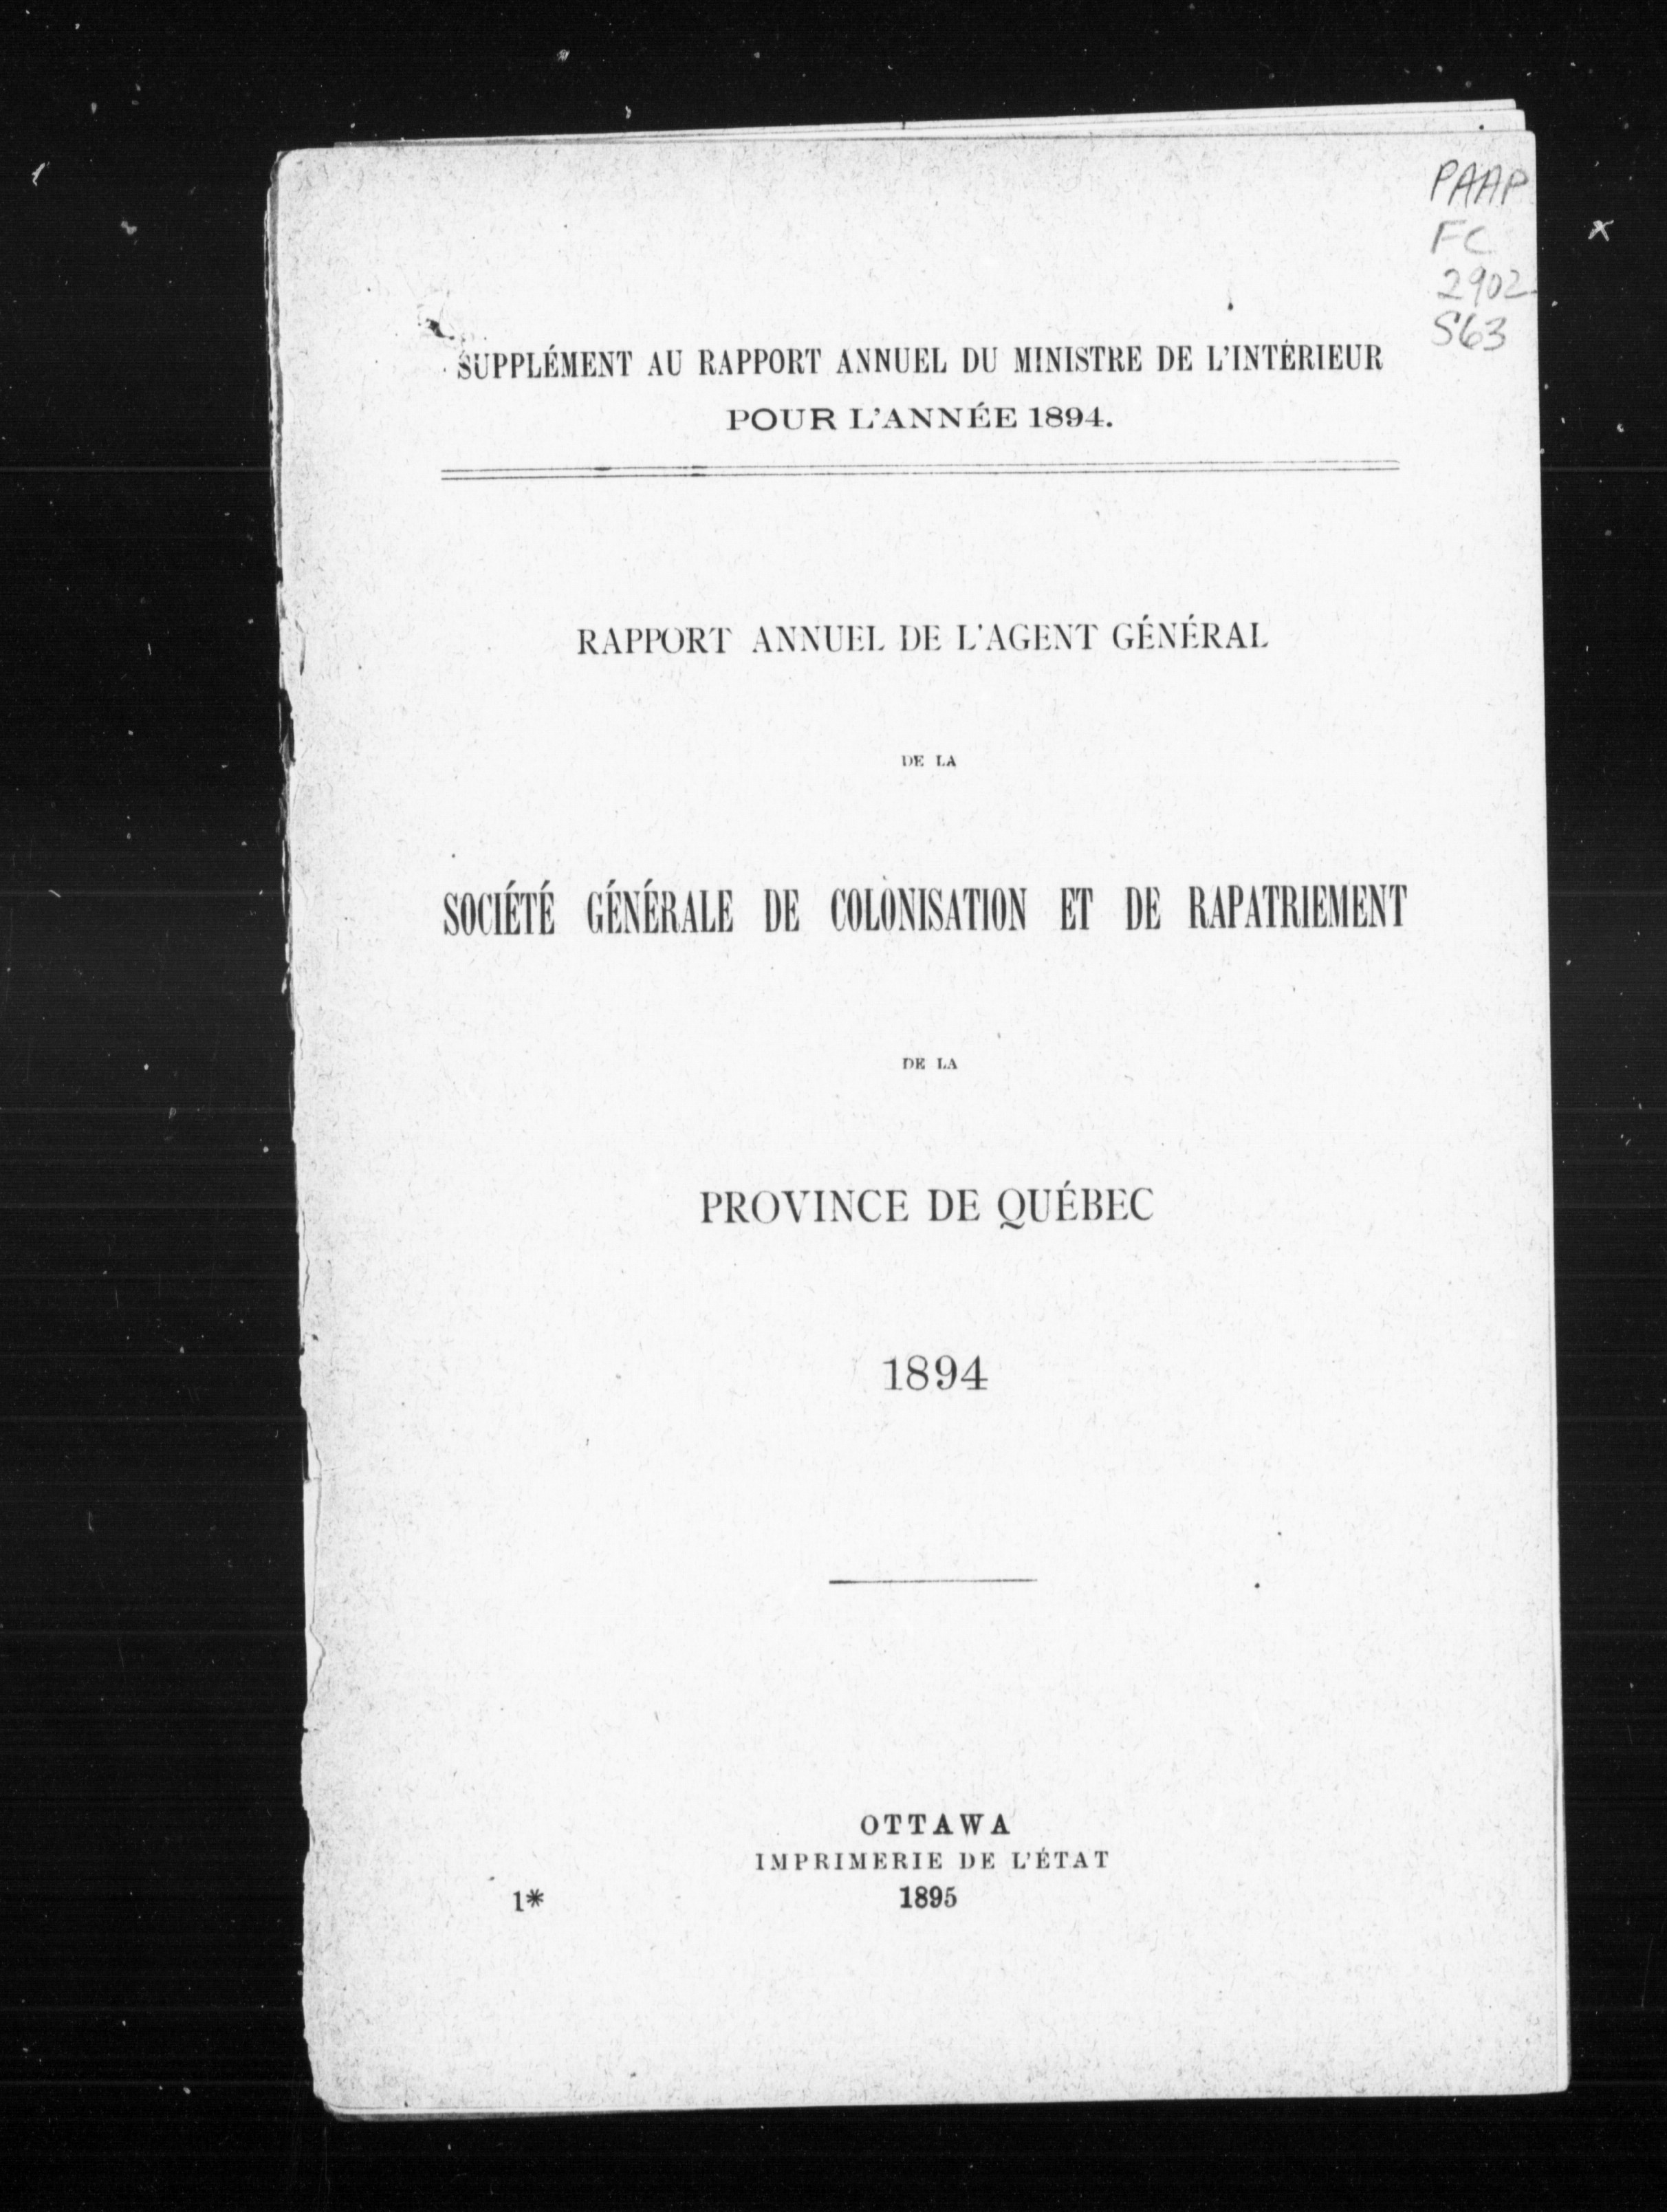 PAAP
FC
2902
S63
SUPPLÉMENT AU RAPPORT ANNUEL DU MINISTRE DE L'INTÉRIEUR
POUR L'ANNÉE 1894.
RAPPORT ANNUEL DE L'AGENT GÉNÉRAL
DE LA
SOCIÉTÉ GÉNÉRALE DE COLONISATION ET DE RAPATRIEMENT
DE LA
PROVINCE DE QUÉBEC
1894
OTTAWA
IMPRIMERIE DE L'ÉTAT
1895
1*